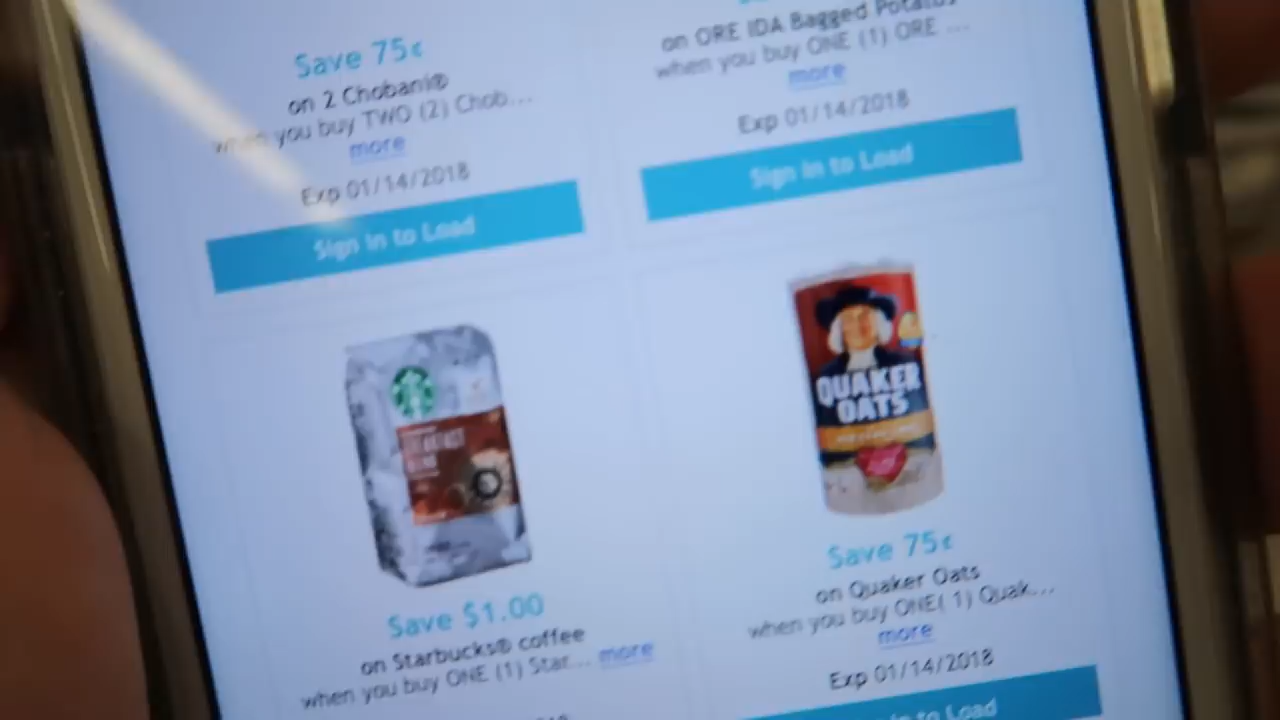 Save 75¢
on 2 Chobani®
when you buy TWO (2) Chob...
more
Exp 01/14/2018
Sign In to Load
on ORE IDA Bagged Potatoes
when you buy ONE (1) ORE ...
more
Exp 01/14/2018
Sign In to Load
Save $1.00
on Starbucks® coffee
when you buy ONE (1) Star... more
QUAKER
OATS
Save 75¢
on Quaker Oats
when you buy ONE( 1) Quak...
more
Exp 01/14/2018
In to Load